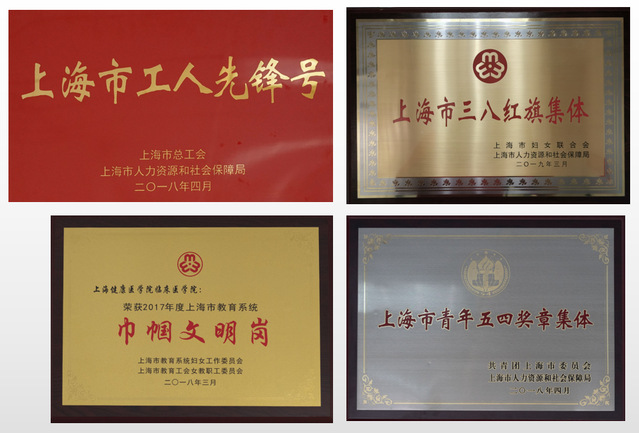 上海市工人先锋号
上海市总工会
上海市人力资源和社会保障局
二〇一八年四月
上海市三八红旗集体
上海市妇女联合会
上海市人力资源和社会保障局
二〇一九年三月
上海健康医学院临床医学院：
荣获2017年度上海市教育系统
巾帼文明岗
上海市教育系统妇女工作委员会
上海市教育工会女教职工委员会
二〇一八年三月
上海市青年五四奖章集体
共青团上海市委员会
上海市人力资源和社会保障局
二〇一八年四月